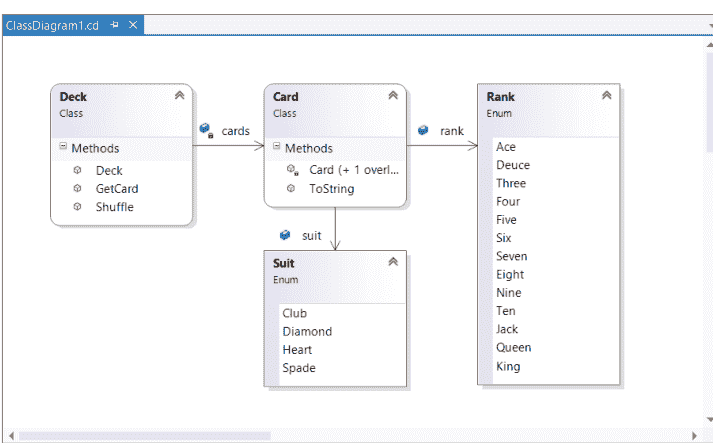 ClassDiagram1.cd
Deck
Class
Methods
Deck
GetCard
Shuffle
cards
Card
Class
Methods
Card (+ 1 overl...
ToString
rank
Rank
Enum
Ace
Deuce
Three
Four
Five
Six
Seven
Eight
Nine
Ten
Jack
Queen
King
suit
Suit
Enum
Club
Diamond
Heart
Spade